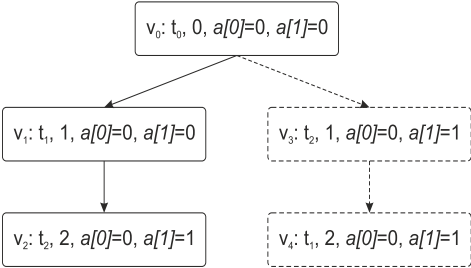 v₀: t₀, 0, a[0]=0, a[1]=0
v₁: t₁, 1, a[0]=0, a[1]=0
v₃: t₂, 1, a[0]=0, a[1]=1
v₂: t₂, 2, a[0]=0, a[1]=1
v₄: t₁, 2, a[0]=0, a[1]=1